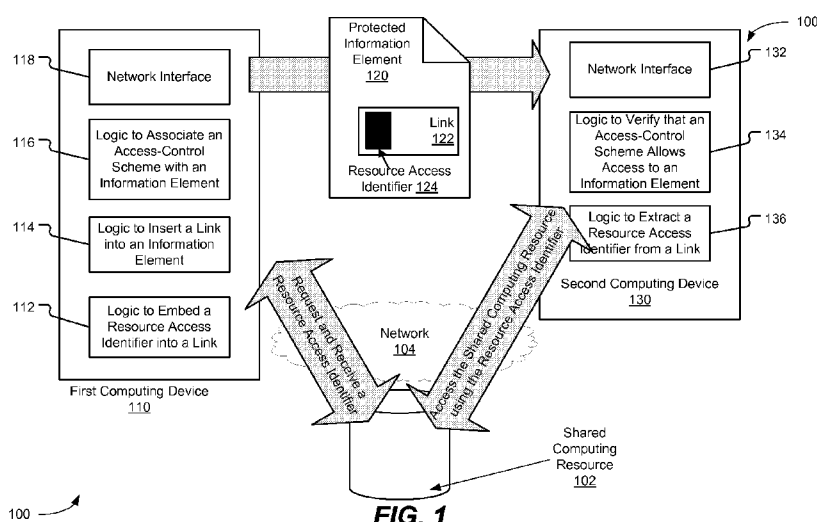 100
118
Network Interface
116
Logic to Associate an
Access-Control
Scheme with an
Information Element
114
Logic to Insert a Link
into an Information
Element
112
Logic to Embed a
Resource Access
Identifier into a Link
First Computing Device
110
Protected
Information
Element
120
Link
122
Resource Access
Identifier 124
132
Network Interface
134
Logic to Verify that an
Access-Control
Scheme Allows
Access to an
Information Element
136
Logic to Extract a
Resource Access
Identifier from a Link
Second Computing Device
130
Request and Receive a
Resource Access Identifier
Network
104
Access the Shared Computing Resource
using the Resource Access Identifier
Shared
Computing
Resource
102
100
FIG. 1